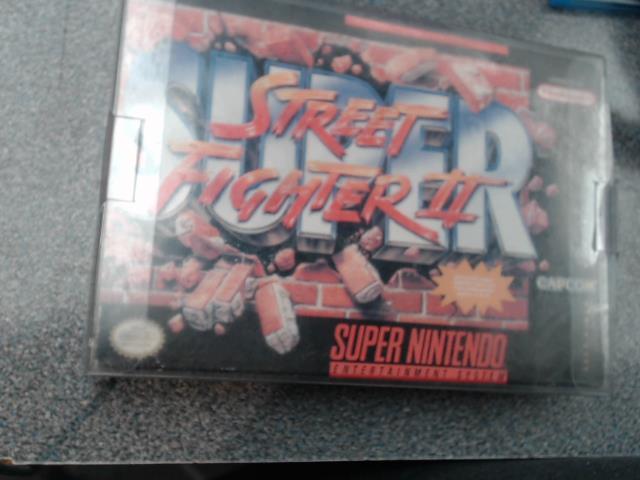 SUPER
STREET
FIGHTER II
CAPCOM
SUPER NINTENDO
ENTERTAINMENT SYSTEM